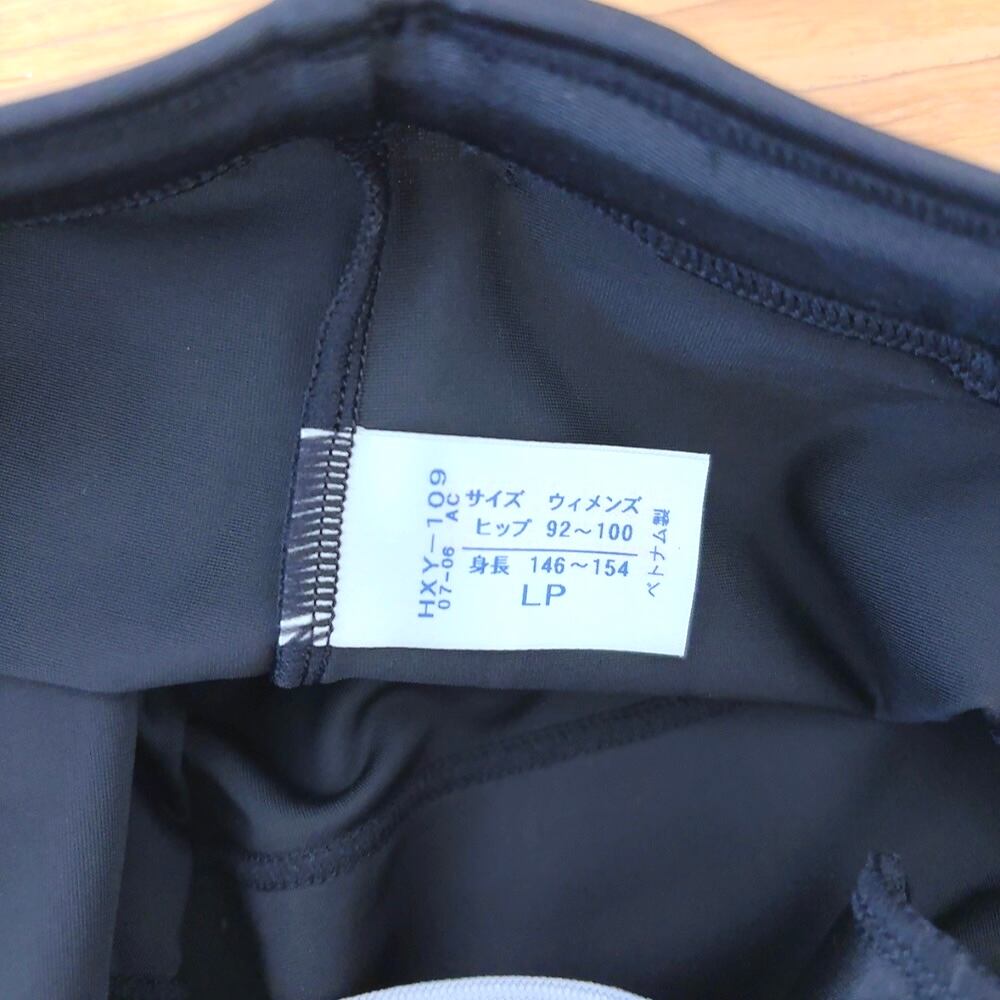 サイズ ウィメンズ
ヒップ 92～100
身長 146～154
LP
HXY-109
07-06 AC
ベトナム製